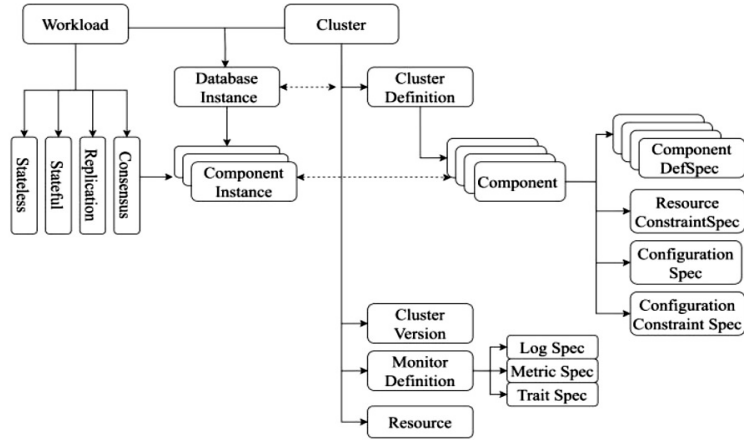 Workload
Cluster
Database
Instance
Cluster
Definition
Stateless
Stateful
Replication
Consensus
Component
Instance
Component
Component
DefSpec
Resource
ConstraintSpec
Configuration
Spec
Configuration
Constraint Spec
Cluster
Version
Monitor
Definition
Log Spec
Metric Spec
Trait Spec
Resource